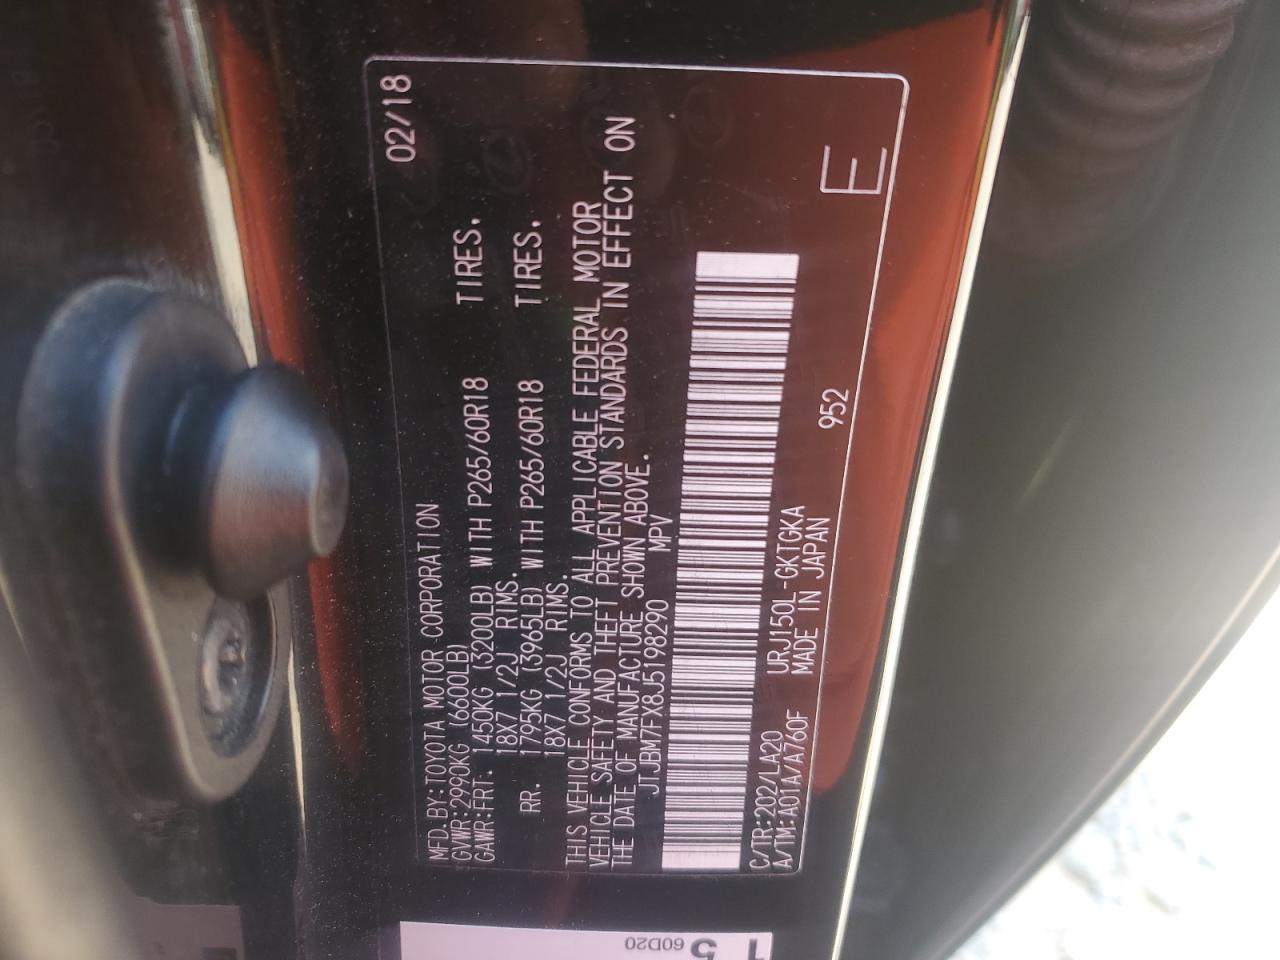 MFD. BY: TOYOTA MOTOR CORPORATION 02/18
GVWR: 2990KG (6600LB)
GAWR: FRT. 1450KG (3200LB) WITH P265/60R18 TIRES.
18X7 1/2J RIMS.
RR. 1795KG (3965LB) WITH P265/60R18 TIRES.
18X7 1/2J RIMS.
THIS VEHICLE CONFORMS TO ALL APPLICABLE FEDERAL MOTOR
VEHICLE SAFETY AND THEFT PREVENTION STANDARDS IN EFFECT ON
THE DATE OF MANUFACTURE SHOWN ABOVE.
JTJBM7FX8J5198290 MPV
C/TR: 202/LA20 URJ150L-GKTGKA 952
A/TM: A01A/A760F MADE IN JAPAN
E
60D20
15